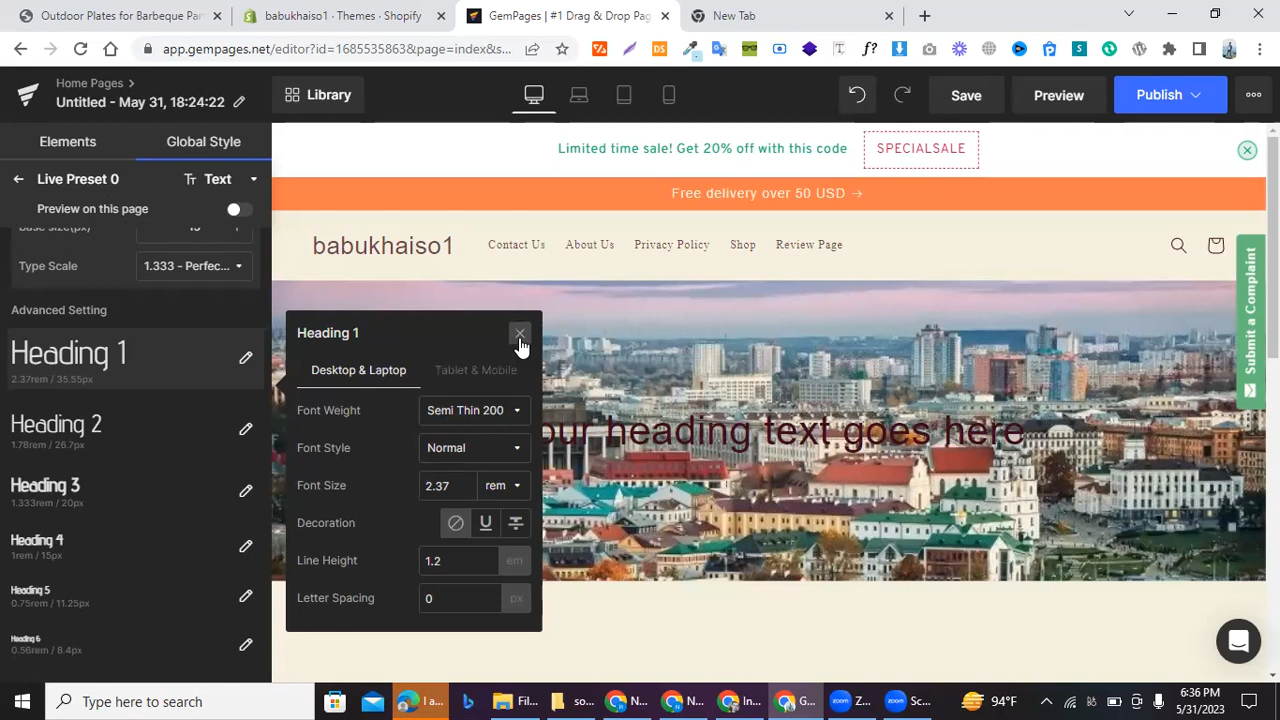 Outdoor Plates for Barbeque Pa
babukhaiso1 · Themes · Shopify
GemPages | #1 Drag & Drop Pag
New Tab
app.gempages.net/editor?id=1685535863&page=index&s...
Home Pages
Untitled - May 31, 18:24:22
Library
Save
Preview
Publish
Elements
Global Style
Live Preset 0
Text
Preview on this page
Type Scale
1.333 - Perfec...
Advanced Setting
Heading 1
2.37rem / 35.55px
Heading 2
1.78rem / 26.7px
Heading 3
1.333rem / 20px
Heading 4
1rem / 15px
Heading 5
0.75rem / 11.25px
Heading 6
0.56rem / 8.4px
Heading 1
Desktop & Laptop
Tablet & Mobile
Font Weight
Semi Thin 200
Font Style
Normal
Font Size
2.37
rem
Decoration
Line Height
1.2
em
Letter Spacing
0
px
Limited time sale! Get 20% off with this code
SPECIALSALE
Free delivery over 50 USD →
babukhaiso1
Contact Us
About Us
Privacy Policy
Shop
Review Page
our heading text goes here
Submit a Complaint
Type here to search
I a...
Fil...
so...
N...
N...
In...
G...
Z...
Sc...
94°F
6:36 PM
5/31/2023